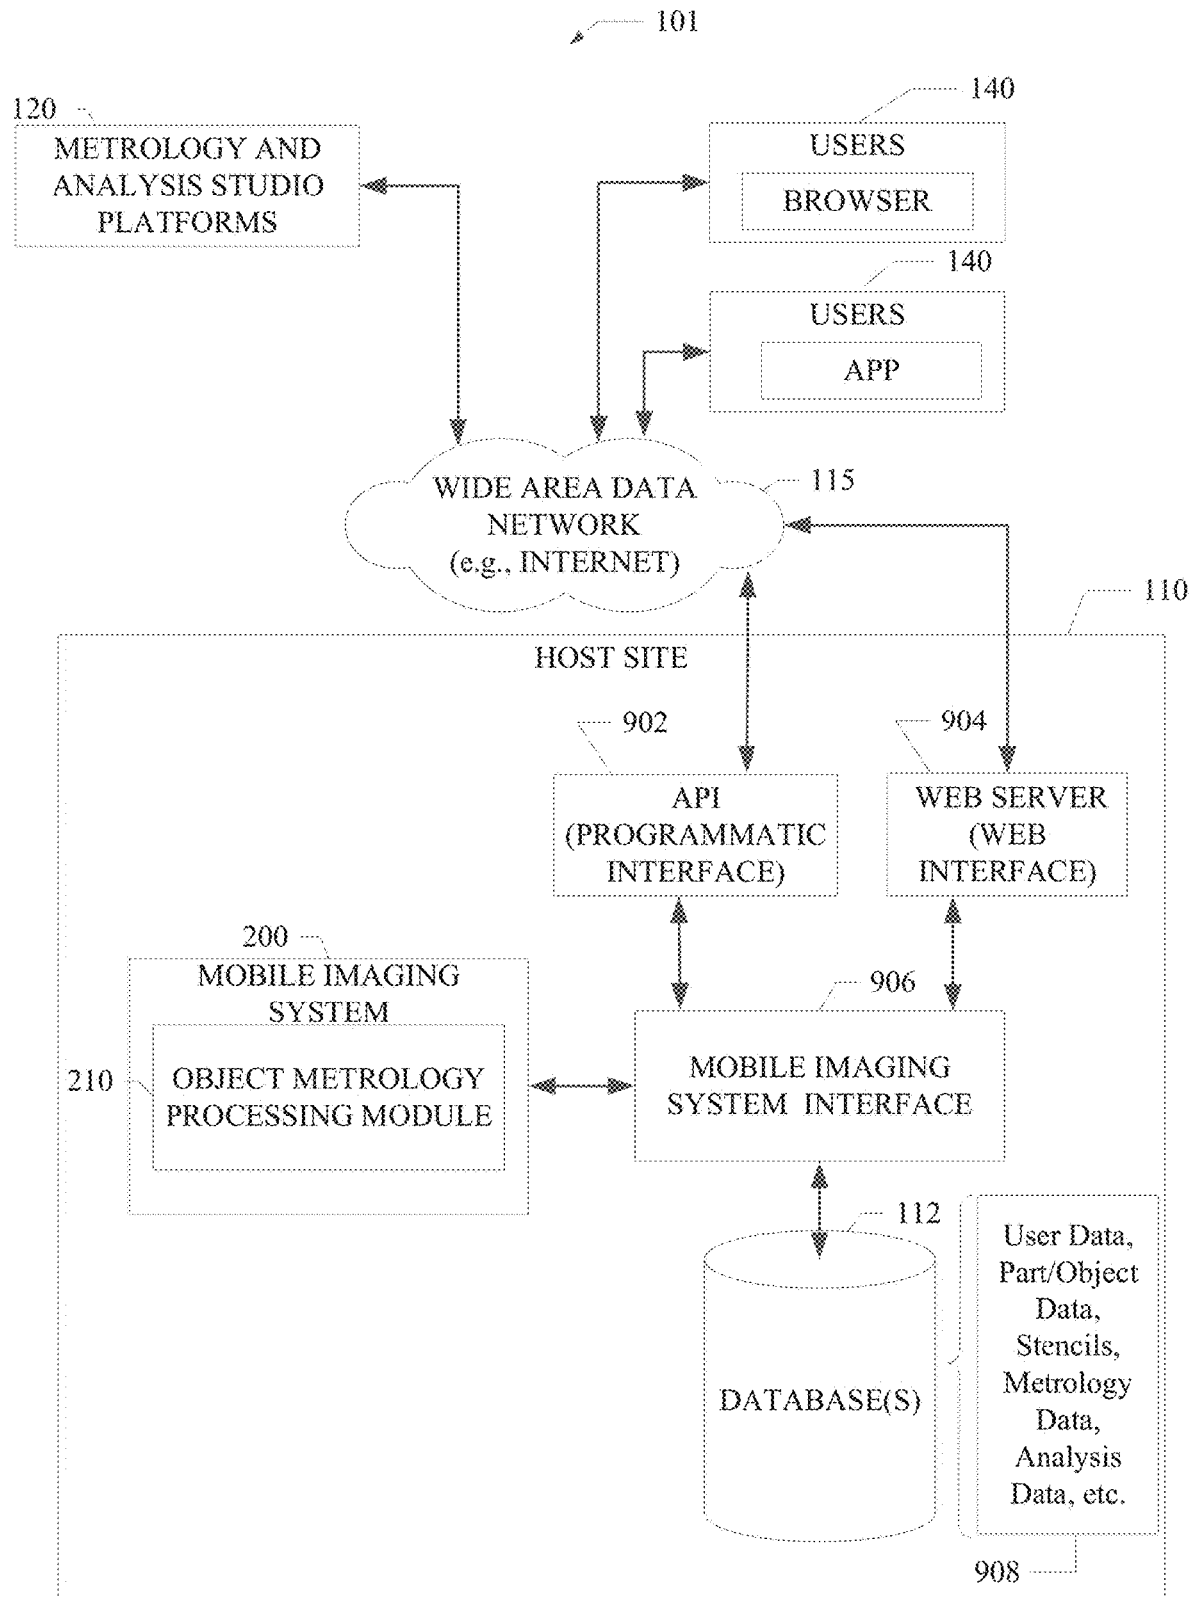 101
120
METROLOGY AND
ANALYSIS STUDIO
PLATFORMS
140
USERS
BROWSER
140
USERS
APP
WIDE AREA DATA
NETWORK
(e.g., INTERNET)
115
110
HOST SITE
902
API
(PROGRAMMATIC
INTERFACE)
904
WEB SERVER
(WEB
INTERFACE)
200
MOBILE IMAGING
SYSTEM
210
OBJECT METROLOGY
PROCESSING MODULE
906
MOBILE IMAGING
SYSTEM INTERFACE
112
DATABASE(S)
User Data,
Part/Object
Data,
Stencils,
Metrology
Data,
Analysis
Data, etc.
908